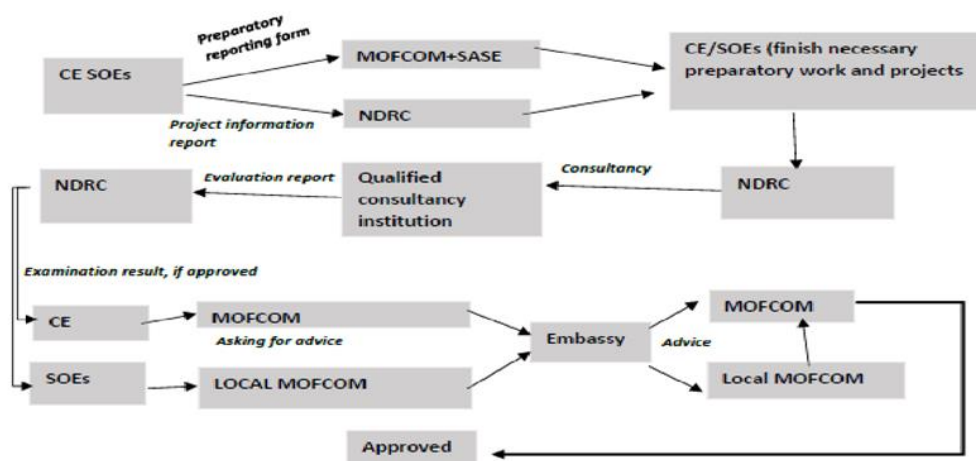 Preparatory
reporting form
CE SOEs
MOFCOM+SASE
CE/SOEs (finish necessary
preparatory work and projects
NDRC
Project information
report
NDRC
Evaluation report
Qualified
consultancy
institution
Consultancy
NDRC
Examination result, if approved
CE
MOFCOM
Asking for advice
Embassy
MOFCOM
Advice
SOEs
LOCAL MOFCOM
Local MOFCOM
Approved